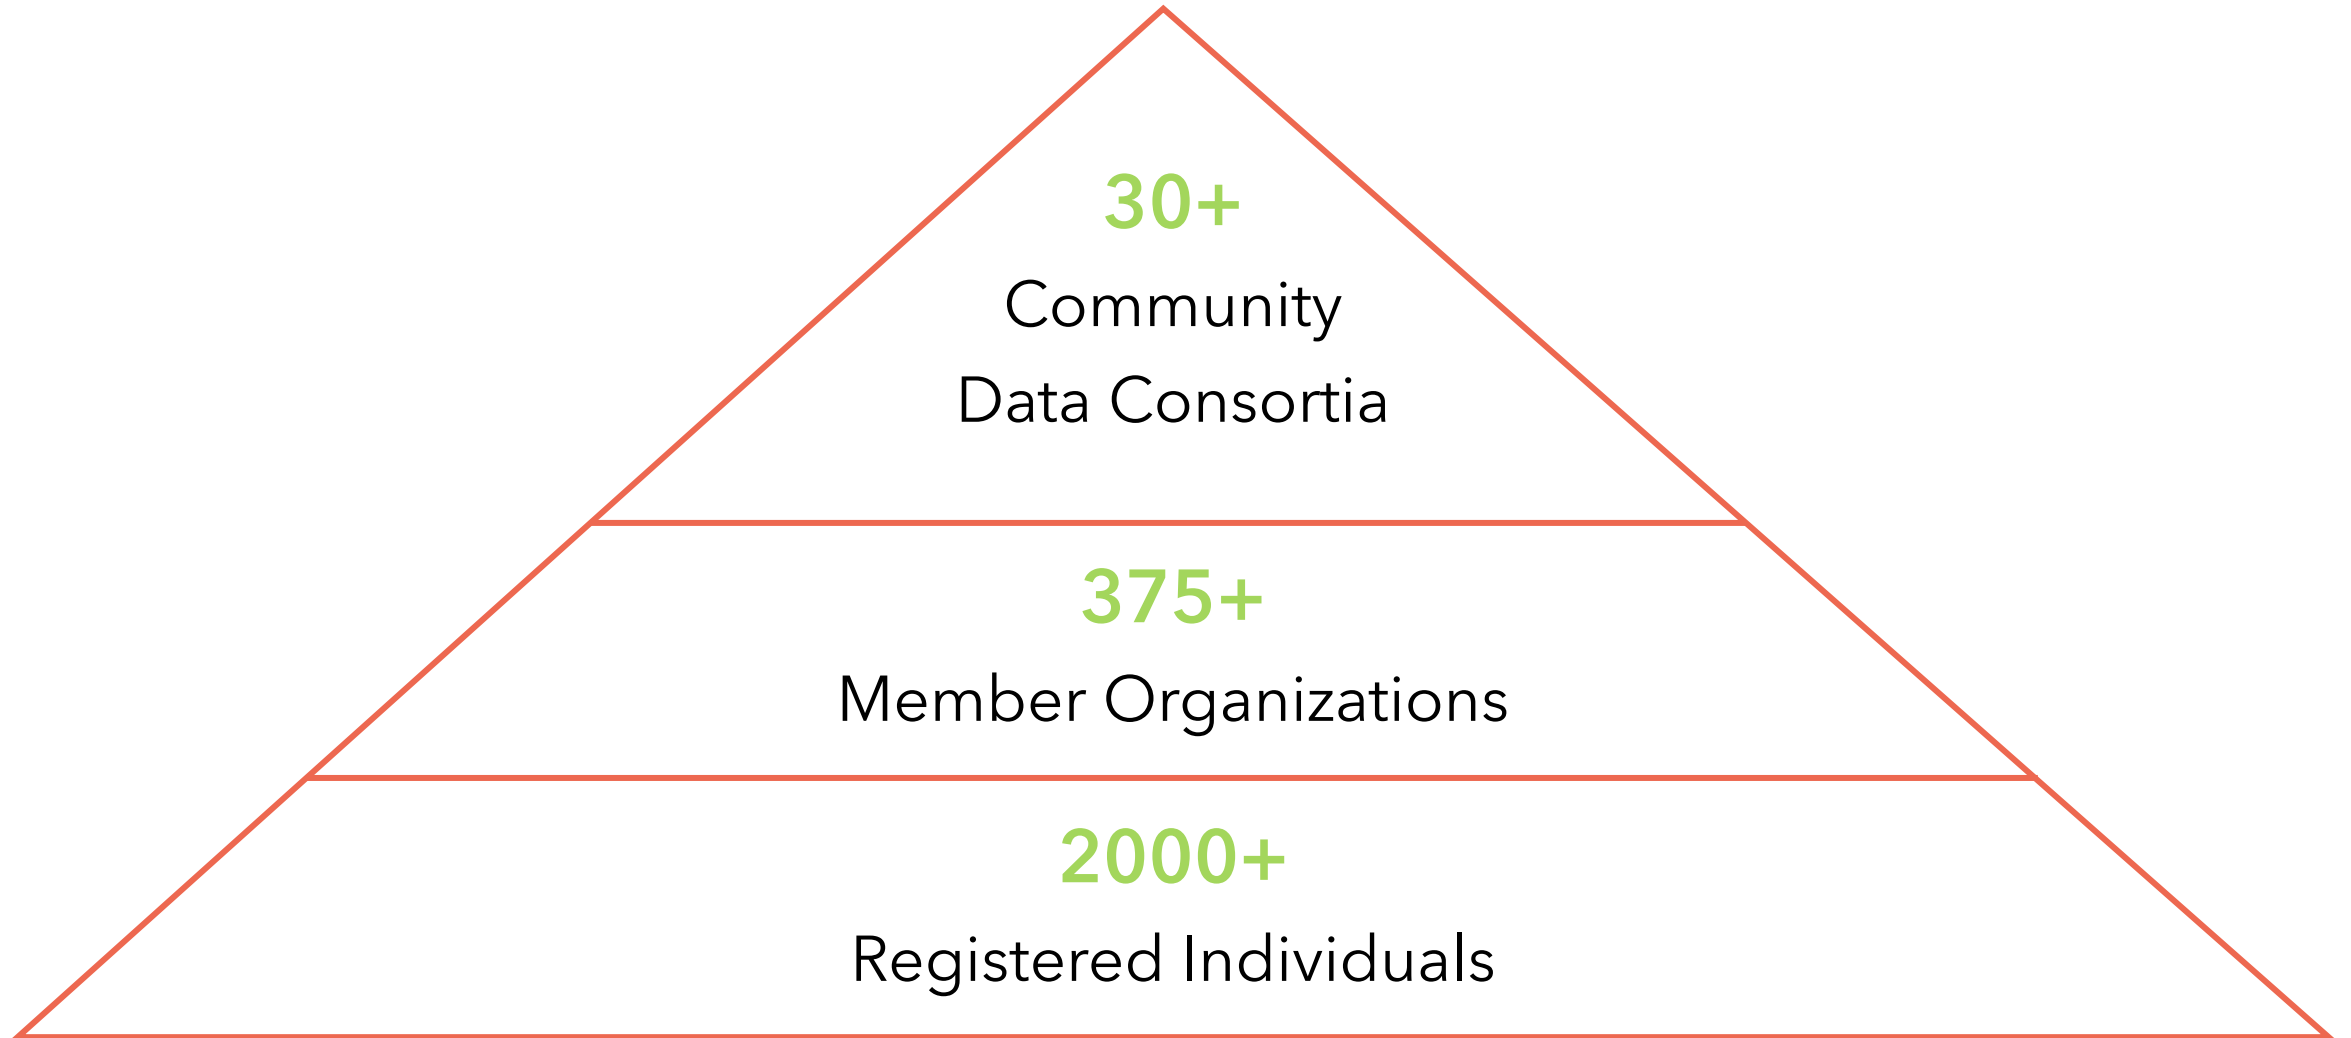 30+
Community
Data Consortia
375+
Member Organizations
2000+
Registered Individuals